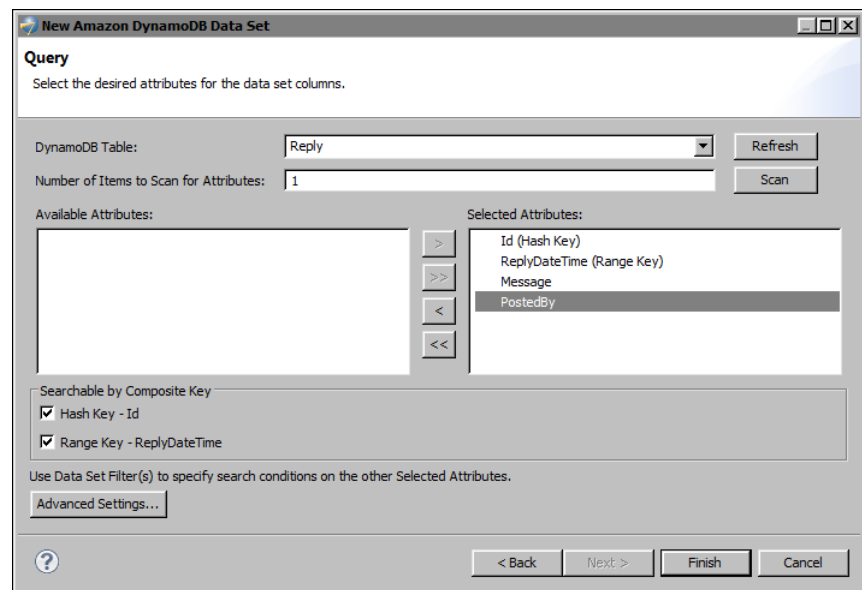 New Amazon DynamoDB Data Set
Query
Select the desired attributes for the data set columns.
DynamoDB Table: Reply Refresh
Number of Items to Scan for Attributes: 1 Scan
Available Attributes: Selected Attributes:
> Id (Hash Key)
ReplyDateTime (Range Key)
>> Message
PostedBy
<
<<
Searchable by Composite Key
Hash Key - Id
Range Key - ReplyDateTime
Use Data Set Filter(s) to specify search conditions on the other Selected Attributes.
Advanced Settings...
? < Back Next > Finish Cancel